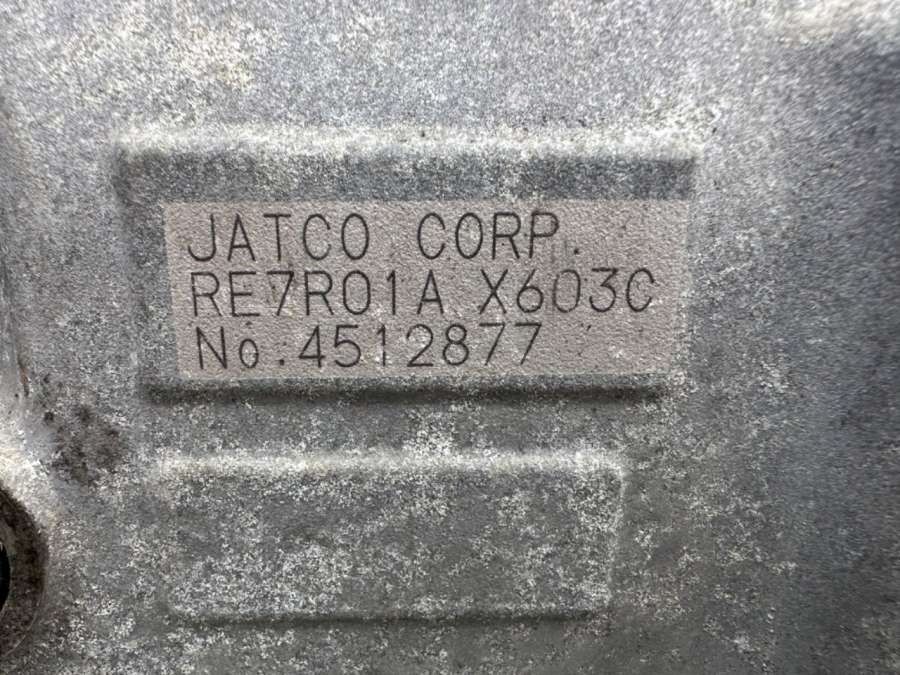 JATCO CORP.
RE7R01A X603C
No.4512877